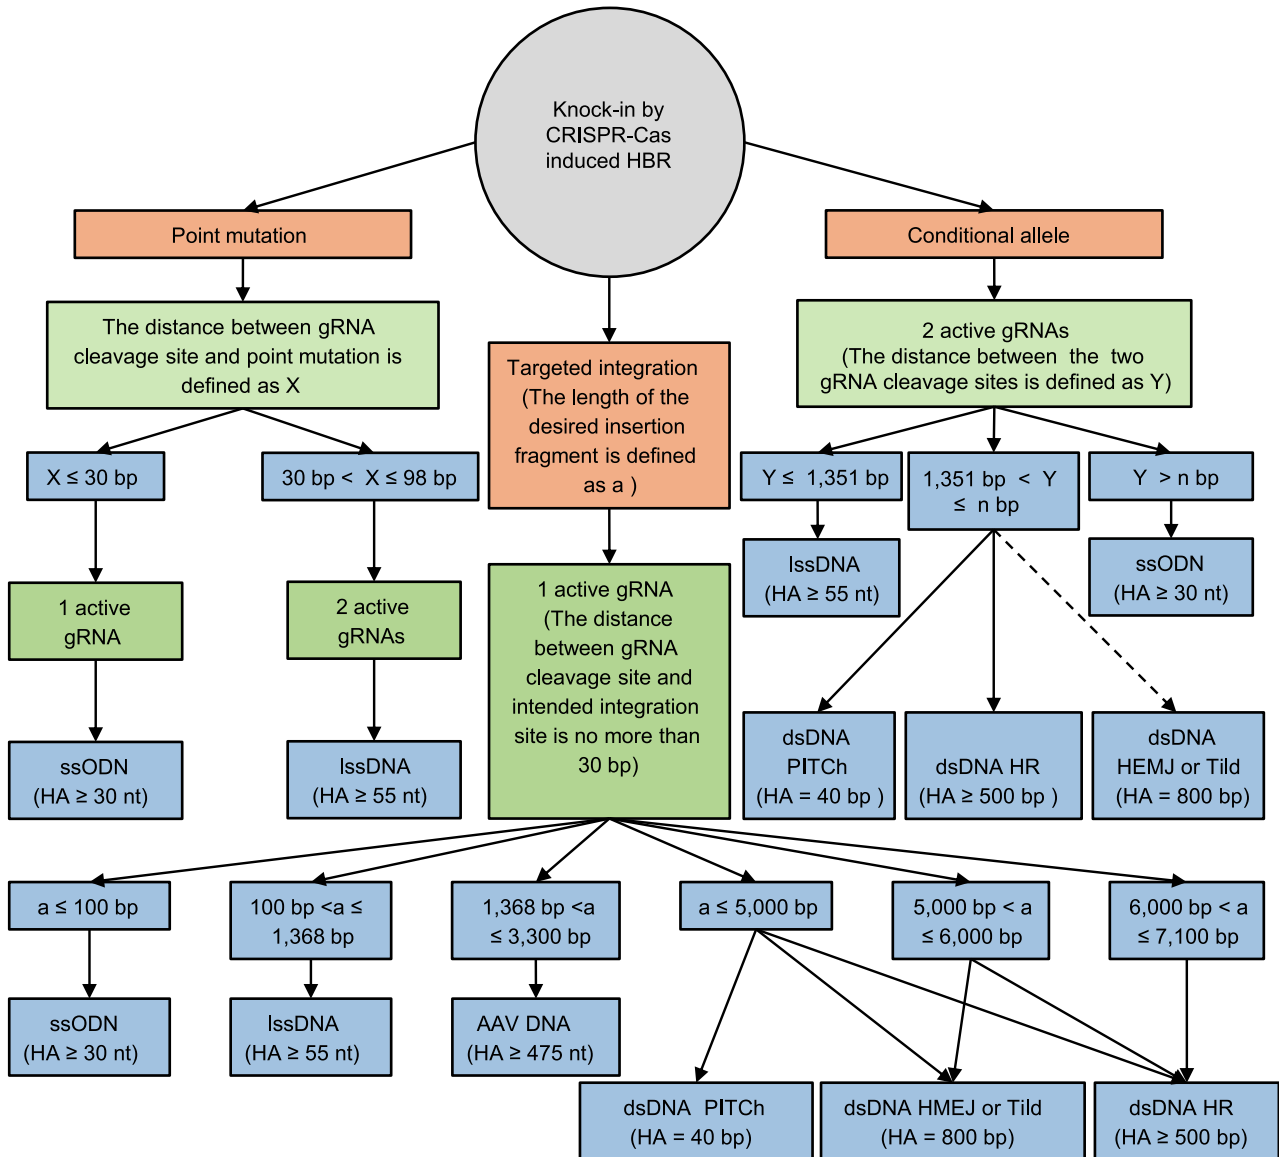 Knock-in by
CRISPR-Cas
induced HBR
Point mutation
Conditional allele
The distance between gRNA
cleavage site and point mutation is
defined as X
Targeted integration
(The length of the
desired insertion
fragment is defined
as a )
2 active gRNAs
(The distance between the two
gRNA cleavage sites is defined as Y)
X ≤ 30 bp
30 bp < X ≤ 98 bp
Y ≤ 1,351 bp
1,351 bp < Y
≤ n bp
Y > n bp
lssDNA
(HA ≥ 55 nt)
ssODN
(HA ≥ 30 nt)
1 active
gRNA
2 active
gRNAs
1 active gRNA
(The distance
between gRNA
cleavage site and
intended integration
site is no more than
30 bp)
ssODN
(HA ≥ 30 nt)
lssDNA
(HA ≥ 55 nt)
dsDNA
PITCh
(HA = 40 bp )
dsDNA HR
(HA ≥ 500 bp )
dsDNA
HEMJ or Tild
(HA = 800 bp)
a ≤ 100 bp
100 bp <a ≤
1,368 bp
1,368 bp <a
≤ 3,300 bp
a ≤ 5,000 bp
5,000 bp < a
≤ 6,000 bp
6,000 bp < a
≤ 7,100 bp
ssODN
(HA ≥ 30 nt)
lssDNA
(HA ≥ 55 nt)
AAV DNA
(HA ≥ 475 nt)
dsDNA PITCh
(HA = 40 bp)
dsDNA HMEJ or Tild
(HA = 800 bp)
dsDNA HR
(HA ≥ 500 bp)